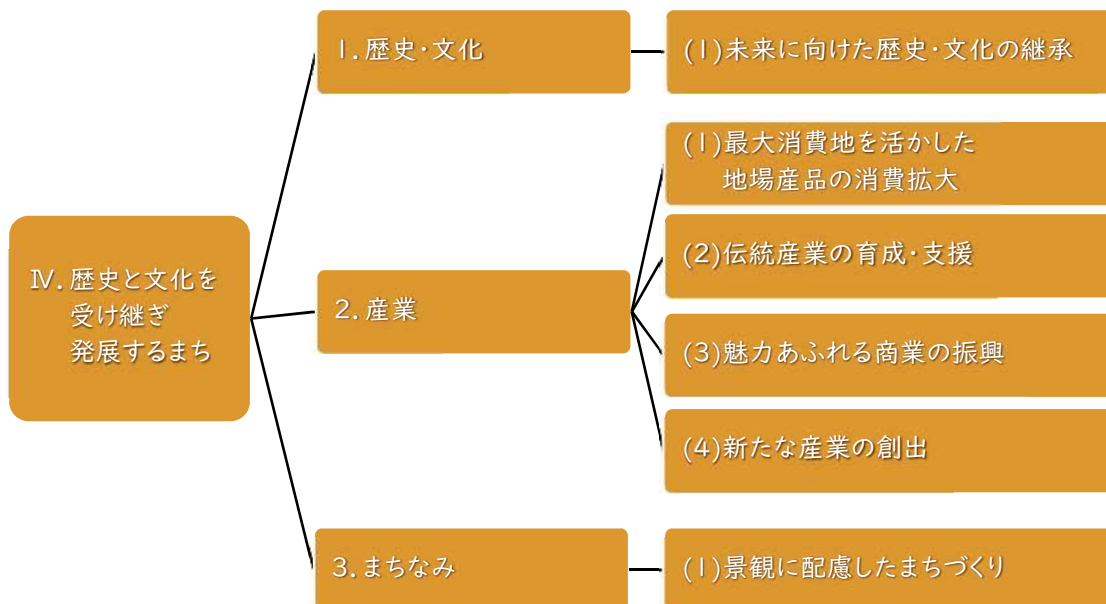 Ⅳ. 歴史と文化を
受け継ぎ
発展するまち
1. 歴史・文化
(1)未来に向けた歴史・文化の継承
2. 産業
(1)最大消費地を活かした
地場産品の消費拡大
(2)伝統産業の育成・支援
(3)魅力あふれる商業の振興
(4)新たな産業の創出
3. まちなみ
(1)景観に配慮したまちづくり